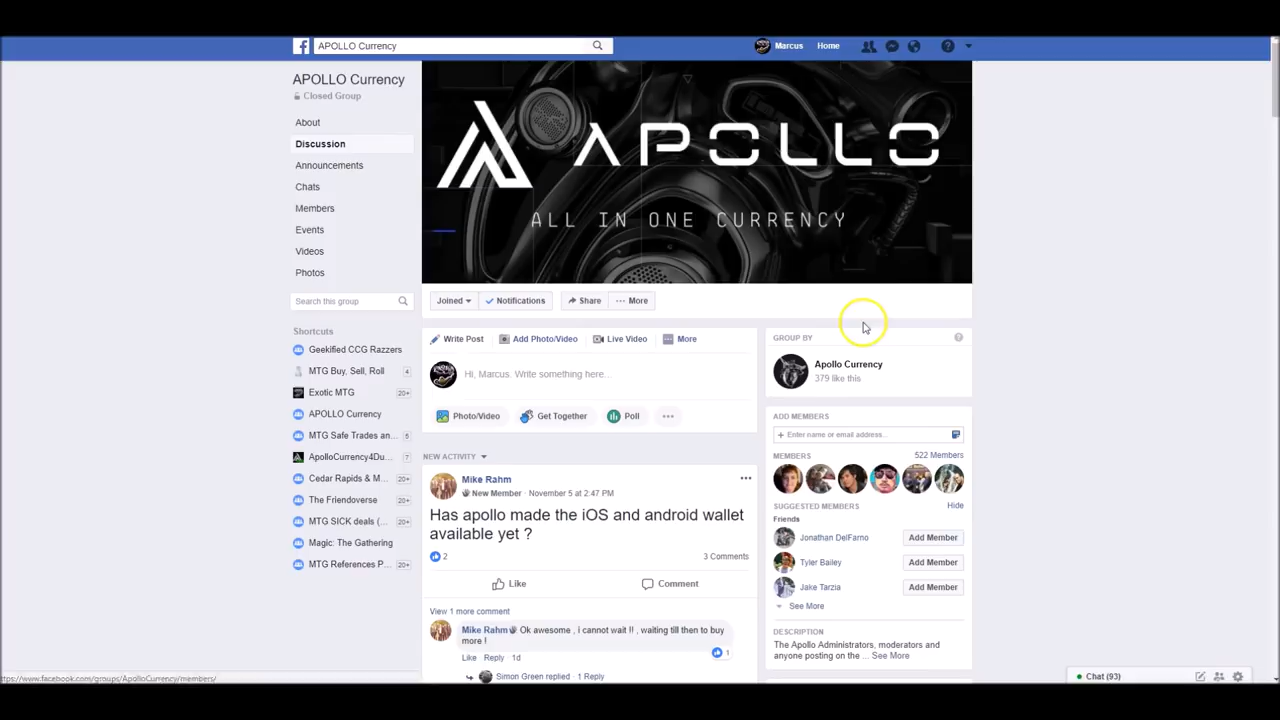 APOLLO Currency
Marcus
Home
APOLLO Currency
Closed Group
About
Discussion
Announcements
Chats
Members
Events
Videos
Photos
Search this group
Shortcuts
Geekified CCG Razzers
MTG Buy, Sell, Roll 4
Exotic MTG 20+
APOLLO Currency
MTG Safe Trades an... 6
ApolloCurrency4Du... 7
Cedar Rapids & M... 20+
The Friendoverse 20+
MTG SICK deals (... 20+
Magic: The Gathering
MTG References P... 20+
APOLLO
ALL IN ONE CURRENCY
Joined
Notifications
Share
More
Write Post
Add Photo/Video
Live Video
More
Hi, Marcus. Write something here...
Photo/Video
Get Together
Poll
NEW ACTIVITY
Mike Rahm
New Member · November 5 at 2:47 PM
Has apollo made the iOS and android wallet
available yet ?
2
3 Comments
Like
Comment
View 1 more comment
Mike Rahm Ok awesome , i cannot wait !! , waiting till then to buy
more !
1
Like Reply 1d
Simon Green replied · 1 Reply
GROUP BY
Apollo Currency
379 like this
ADD MEMBERS
+ Enter name or email address...
MEMBERS
522 Members
SUGGESTED MEMBERS
Hide
Friends
Jonathan DelFarno
Add Member
Tyler Bailey
Add Member
Jake Tarzia
Add Member
See More
DESCRIPTION
The Apollo Administrators, moderators and
anyone posting on the ... See More
Chat (93)
ttps://www.facebook.com/groups/ApolloCurrency/members/